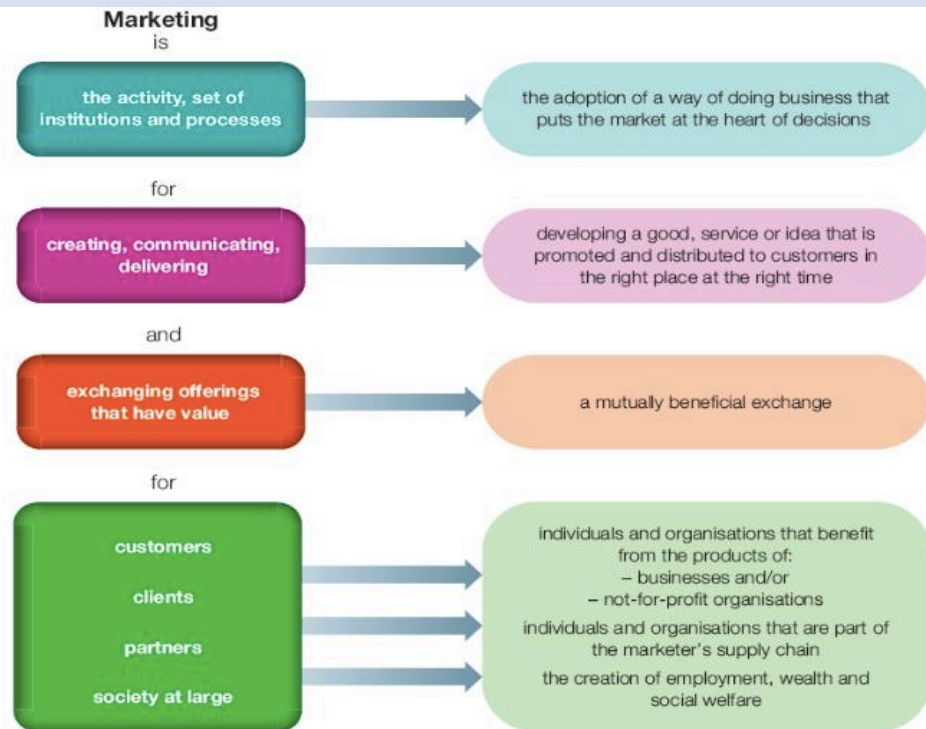 Marketing
is
the activity, set of
institutions and processes
the adoption of a way of doing business that
puts the market at the heart of decisions
for
creating, communicating,
delivering
developing a good, service or idea that is
promoted and distributed to customers in
the right place at the right time
and
exchanging offerings
that have value
a mutually beneficial exchange
for
customers
clients
partners
society at large
individuals and organisations that benefit
from the products of:
– businesses and/or
– not-for-profit organisations
individuals and organisations that are part of
the marketer's supply chain
the creation of employment, wealth and
social welfare